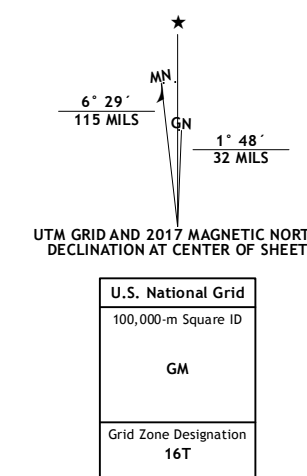 ★
MN
6° 29´
115 MILS
GN
1° 48´
32 MILS
UTM GRID AND 2017 MAGNETIC NORT
DECLINATION AT CENTER OF SHEET
U.S. National Grid
100,000-m Square ID
GM
Grid Zone Designation
16T